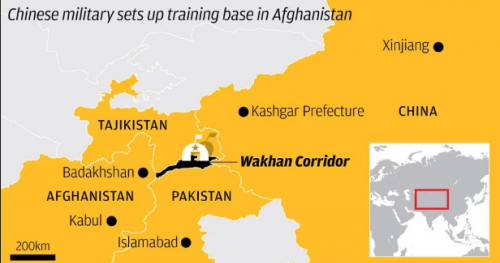 Chinese military sets up training base in Afghanistan
Xinjiang
Kashgar Prefecture
CHINA
TAJIKISTAN
Wakhan Corridor
Badakhshan
AFGHANISTAN
PAKISTAN
Kabul
Islamabad
200km